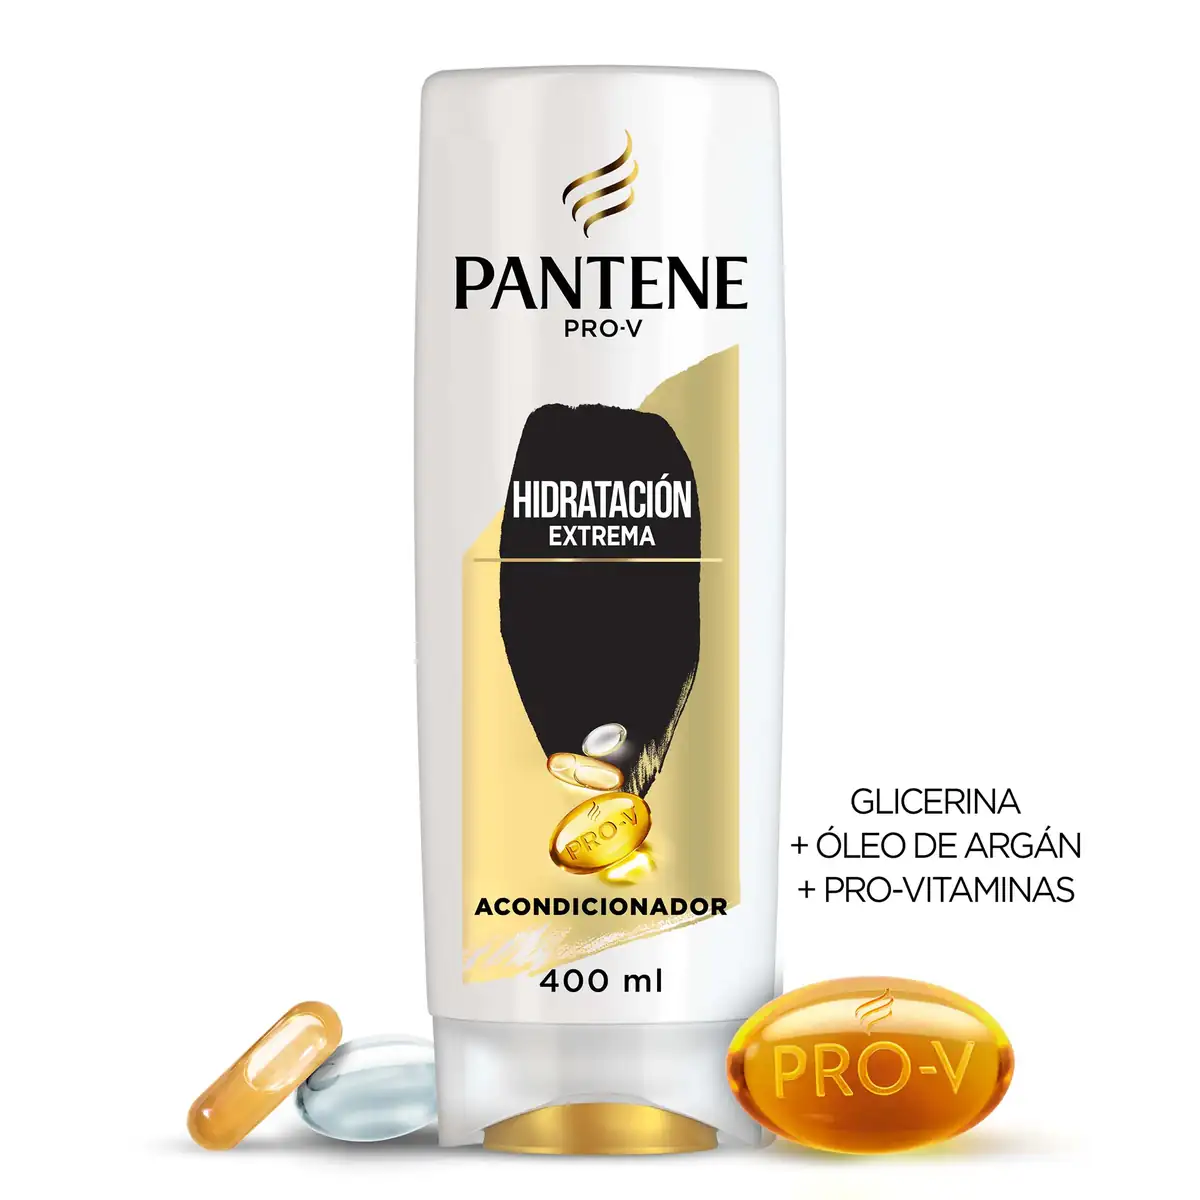 PANTENE
PRO-V
HIDRATACIÓN
EXTREMA
PRO-V
ACONDICIONADOR
400 ml
GLICERINA
+ ÓLEO DE ARGÁN
+ PRO-VITAMINAS
PRO-V